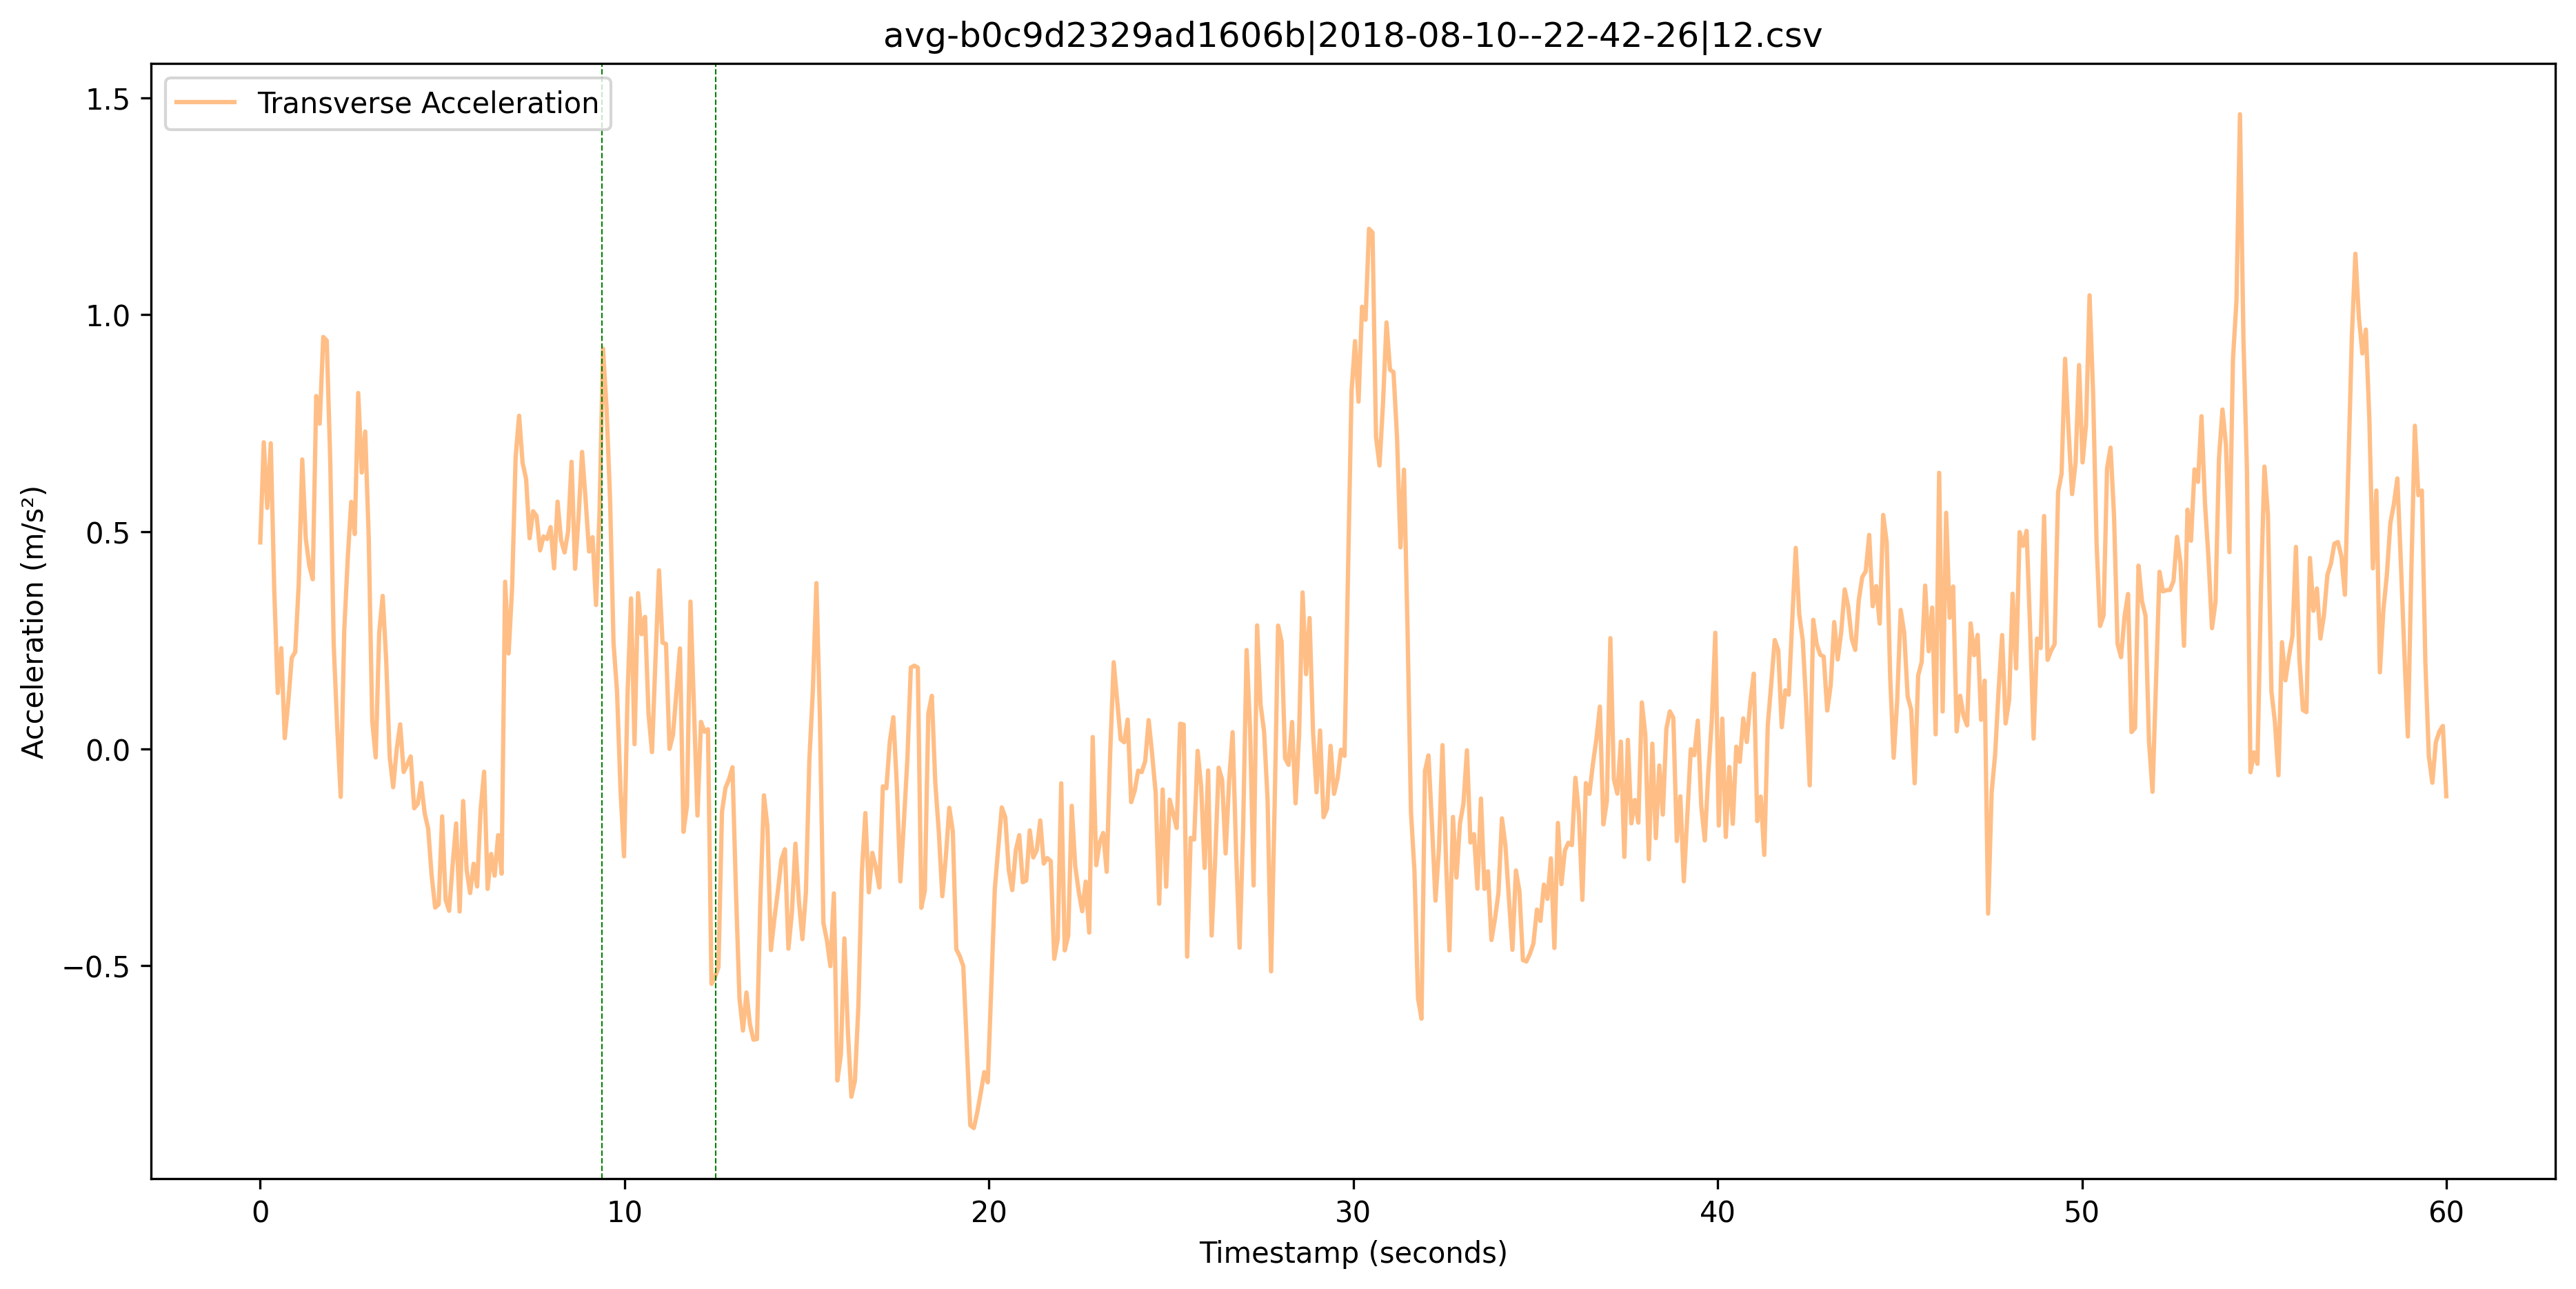 avg-b0c9d2329ad1606b|2018-08-10--22-42-26|12.csv
Transverse Acceleration
1.5
1.0
0.5
0.0
−0.5
Acceleration (m/s²)
0 10 20 30 40 50 60
Timestamp (seconds)